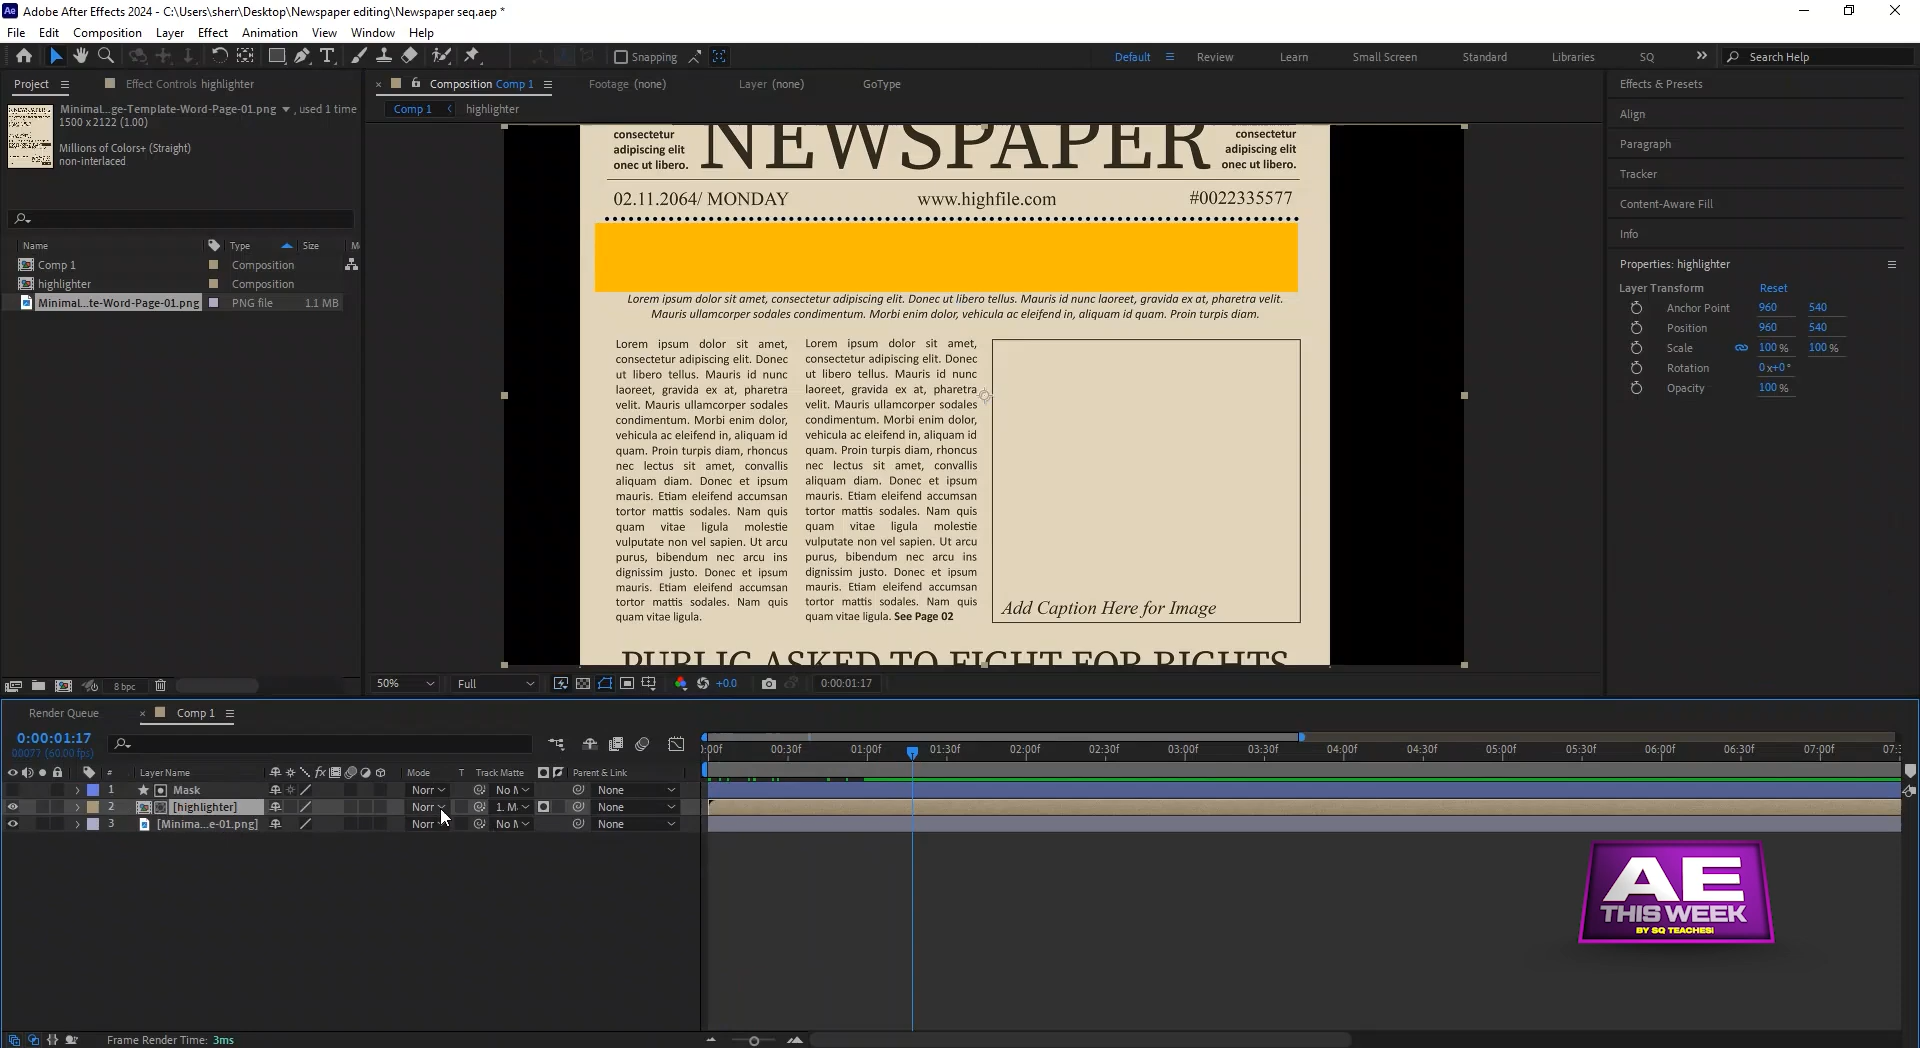 Adobe After Effects 2024 - C:\Users\sherr\Desktop\Newspaper editing\Newspaper seq.aep *
File Edit Composition Layer Effect Animation View Window Help
Snapping
Default Review Learn Small Screen Standard Libraries SQ Search Help
Project Effect Controls highlighter
MinimaL...ge-Template-Word-Page-01.png , used 1 time
1500 x 2122 (1.00)
Millions of Colors+ (Straight)
non-interlaced
Name Type Size
Comp 1 Composition
highlighter Composition
MinimaL...te-Word-Page-01.png PNG file 1.1 MB
8 bpc
Composition Comp 1 Footage (none) Layer (none) GoType
Comp 1 highlighter
consectetur
adipiscing elit
onec ut libero.
NEWSPAPER
consectetur
adipiscing elit
onec ut libero.
02.11.2064/ MONDAY www.highfile.com #0022335577
Lorem ipsum dolor sit amet, consectetur adipiscing elit. Donec ut libero tellus. Mauris id nunc laoreet, gravida ex at, pharetra velit.
Mauris ullamcorper sodales condimentum. Morbi enim dolor, vehicula ac eleifend in, aliquam id quam. Proin turpis diam.
Lorem ipsum dolor sit amet,
consectetur adipiscing elit. Donec
ut libero tellus. Mauris id nunc
laoreet, gravida ex at, pharetra
velit. Mauris ullamcorper sodales
condimentum. Morbi enim dolor,
vehicula ac eleifend in, aliquam id
quam. Proin turpis diam, rhoncus
nec lectus sit amet, convallis
aliquam diam. Donec et ipsum
mauris. Etiam eleifend accumsan
tortor mattis sodales. Nam quis
quam vitae ligula molestie
vulputate non vel sapien. Ut arcu
purus, bibendum nec arcu ins
dignissim justo. Donec et ipsum
mauris. Etiam eleifend accumsan
tortor mattis sodales. Nam quis
quam vitae ligula.
Lorem ipsum dolor sit amet,
consectetur adipiscing elit. Donec
ut libero tellus. Mauris id nunc
laoreet, gravida ex at, pharetra
velit. Mauris ullamcorper sodales
condimentum. Morbi enim dolor,
vehicula ac eleifend in, aliquam id
quam. Proin turpis diam, rhoncus
nec lectus sit amet, convallis
aliquam diam. Donec et ipsum
mauris. Etiam eleifend accumsan
tortor mattis sodales. Nam quis
quam vitae ligula molestie
vulputate non vel sapien. Ut arcu
purus, bibendum nec arcu ins
dignissim justo. Donec et ipsum
mauris. Etiam eleifend accumsan
tortor mattis sodales. Nam quis
quam vitae ligula. See Page 02
Add Caption Here for Image
PUBLIC ASKED TO FIGHT FOR RIGHTS
50% Full +0.0 0:00:01:17
Effects & Presets
Align
Paragraph
Tracker
Content-Aware Fill
Info
Properties: highlighter
Layer Transform Reset
Anchor Point 960 540
Position 960 540
Scale 100 % 100 %
Rotation 0 x+0 °
Opacity 100 %
Render Queue Comp 1
0:00:01:17
00077 (60.00 fps)
:00f 00:30f 01:00f 01:30f 02:00f 02:30f 03:00f 03:30f 04:00f 04:30f 05:00f 05:30f 06:00f 06:30f 07:00f 07:3
# Layer Name fx Mode T Track Matte Parent & Link
1 Mask Norr No M None
2 [highlighter] Norr 1. M None
3 [Minima...e-01.png] Norr No M None
AE
THIS WEEK
BY SQ TEACHES!
Frame Render Time: 3ms